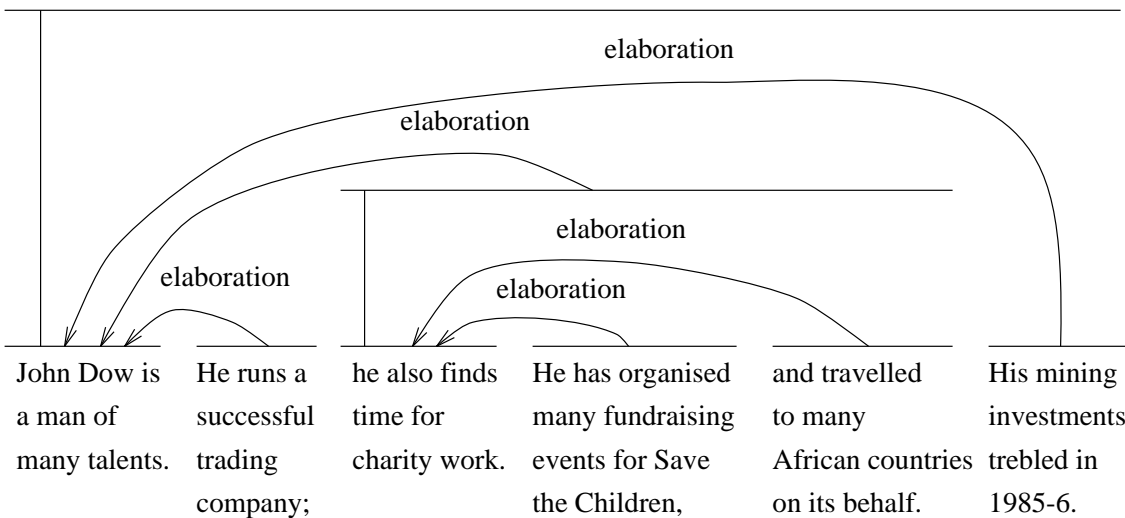 elaboration
elaboration
elaboration
elaboration
elaboration
John Dow is
a man of
many talents.
He runs a
successful
trading
company;
he also finds
time for
charity work.
He has organised
many fundraising
events for Save
the Children,
and travelled
to many
African countries
on its behalf.
His mining
investments
trebled in
1985-6.